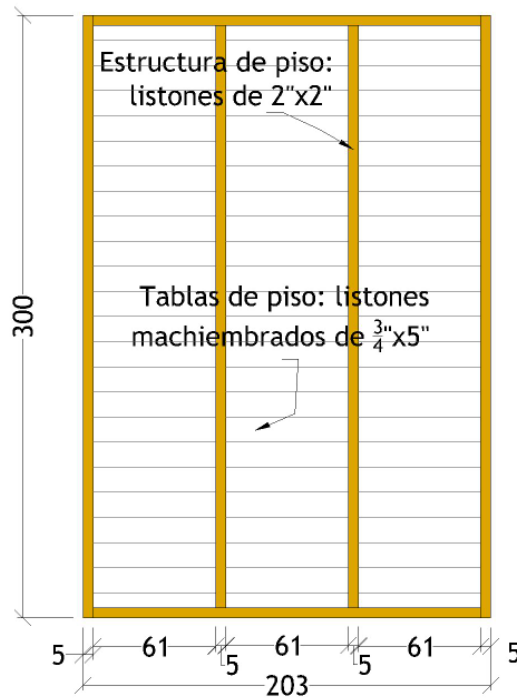 Estructura de piso:
listones de 2"x2"
Tablas de piso: listones
machiembrados de ¾"x5"
300
5 61 5 61 5 61 5
203